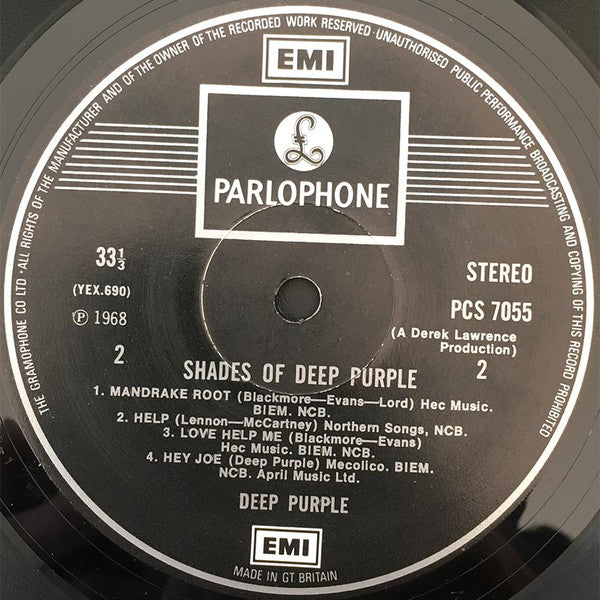 THE GRAMOPHONE CO LTD · ALL RIGHTS OF THE MANUFACTURER AND OF THE OWNER OF THE RECORDED WORK RESERVED · UNAUTHORISED PUBLIC PERFORMANCE BROADCASTING AND COPYING OF THIS RECORD PROHIBITED
EMI
£
PARLOPHONE
33⅓
STEREO
(YEX.690)
PCS 7055
Ⓟ 1968
(A Derek Lawrence
Production)
2
2
SHADES OF DEEP PURPLE
1. MANDRAKE ROOT (Blackmore—Evans—Lord) Hec Music.
BIEM. NCB.
2. HELP (Lennon—McCartney) Northern Songs, NCB.
3. LOVE HELP ME (Blackmore—Evans)
Hec Music. BIEM. NCB.
4. HEY JOE (Deep Purple) Mecolico. BIEM.
NCB. April Music Ltd.
DEEP PURPLE
EMI
MADE IN GT. BRITAIN